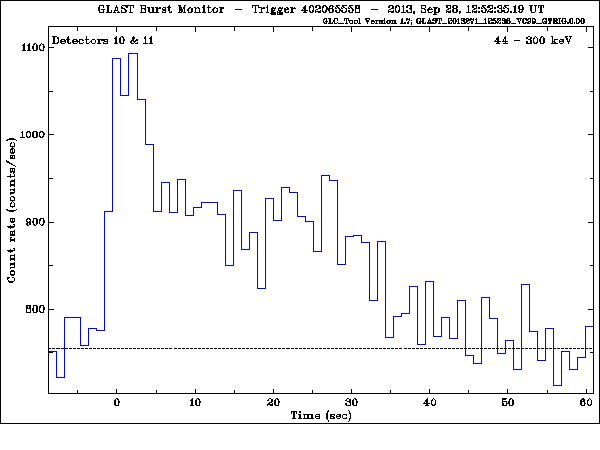 GLAST Burst Monitor - Trigger 402065558 - 2013, Sep 28, 12:52:35.19 UT
GLC_Tool Version 1.7; GLAST_2013271_125236_VC09_GTRIG.0.00
Detectors 10 & 11
44 - 300 keV
1100
1000
900
800
Count rate (counts/sec)
0 10 20 30 40 50 60
Time (sec)